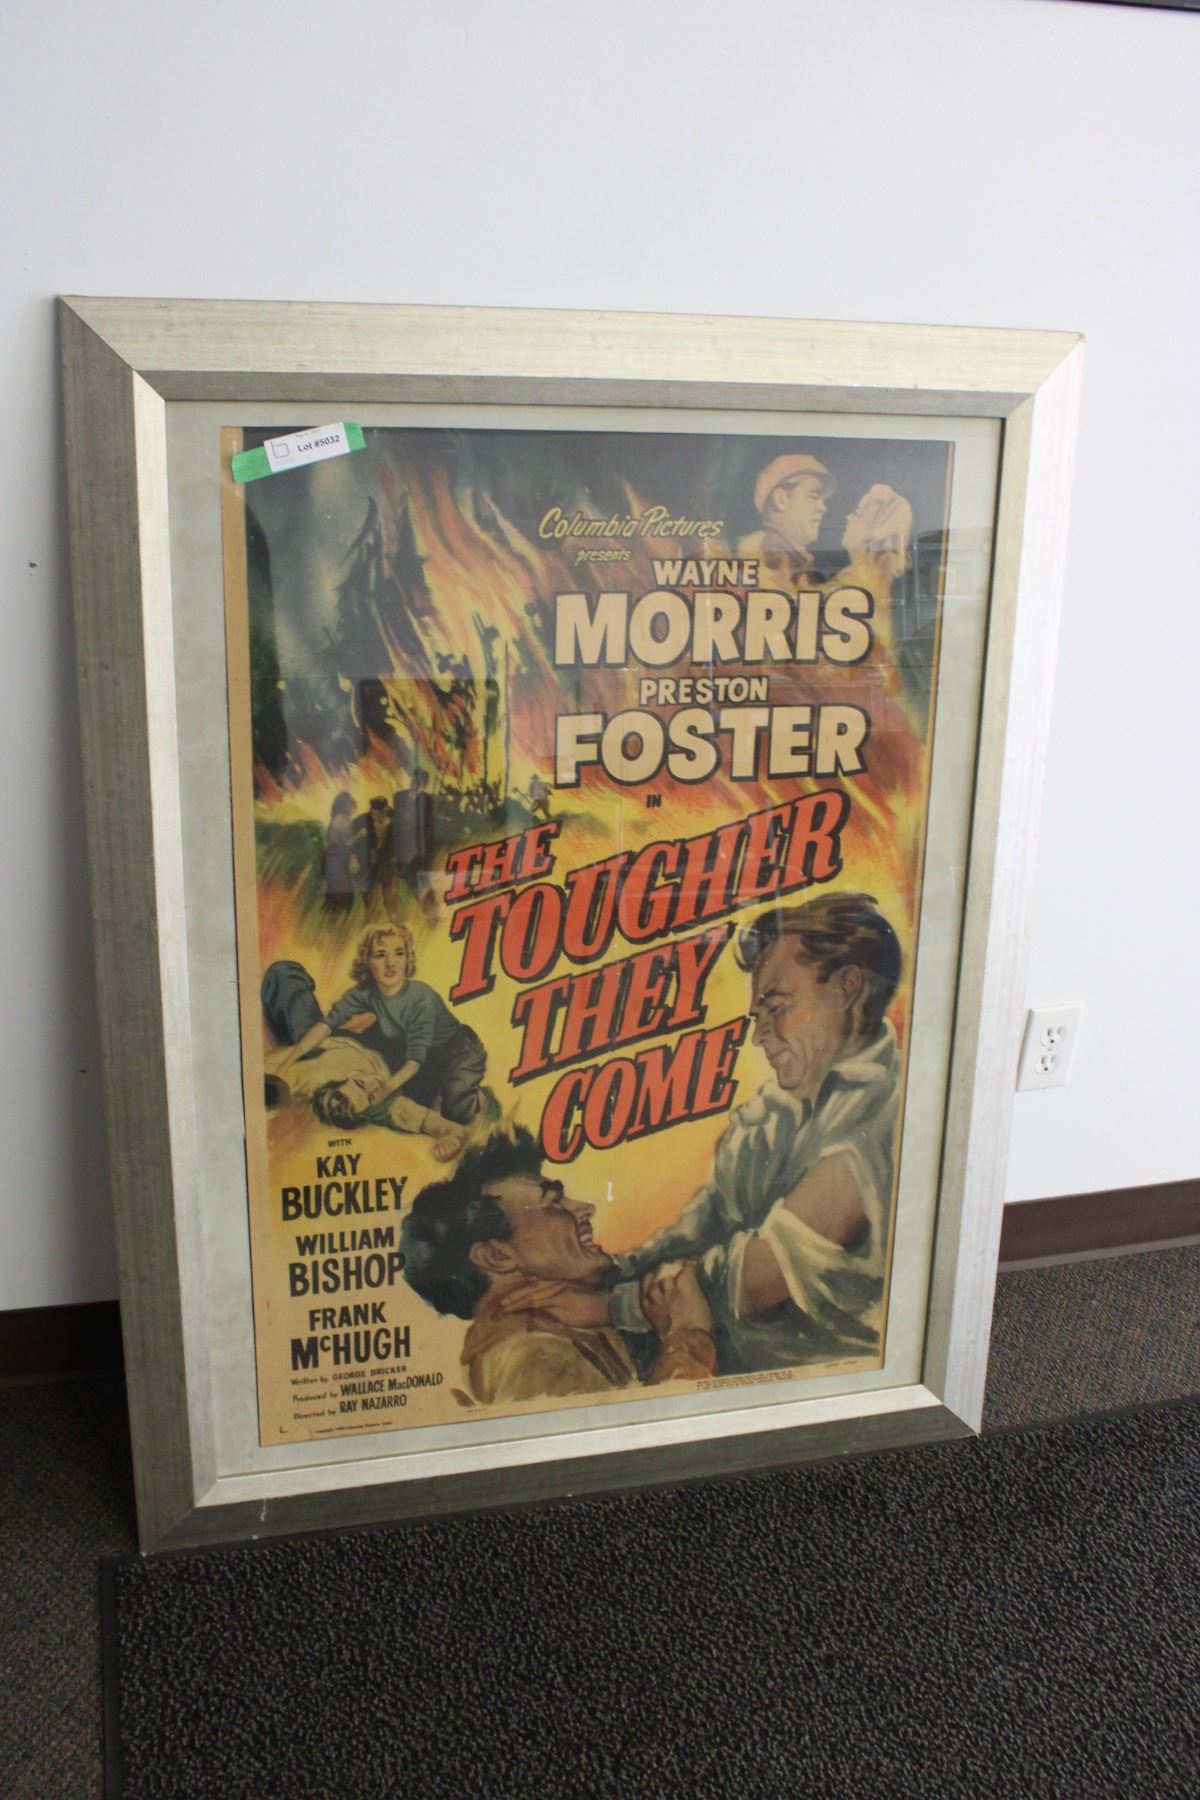 Lot #5032
Columbia Pictures
presents
WAYNE
MORRIS
PRESTON
FOSTER
IN
THE
TOUGHER
THEY
COME
WITH
KAY
BUCKLEY
WILLIAM
BISHOP
FRANK
McHUGH
Written by GEORGE BRICKER
Produced by WALLACE MacDONALD
Directed by RAY NAZARRO